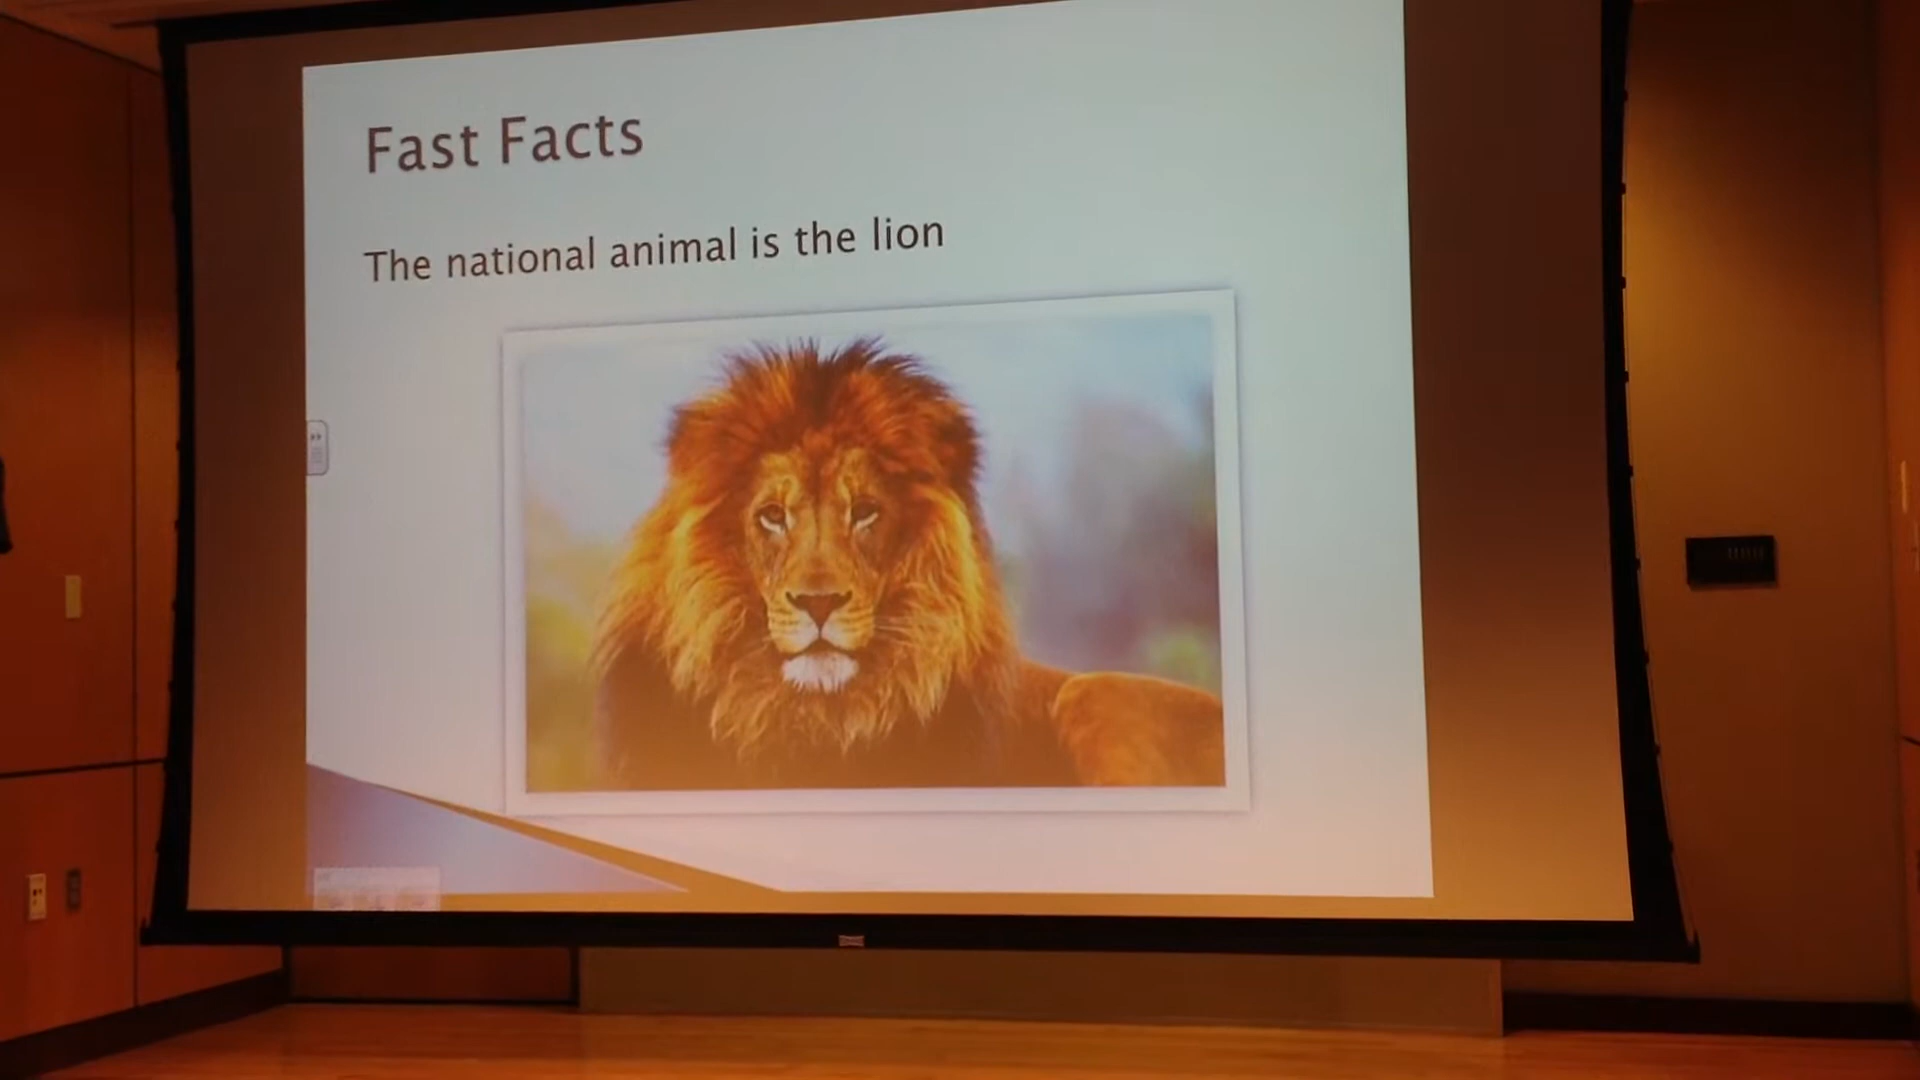 Fast Facts
The national animal is the lion